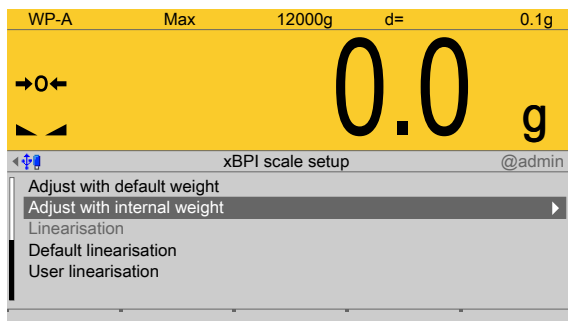 WP-A Max 12000g d= 0.1g
→0←
0.0 g
xBPI scale setup @admin
Adjust with default weight
Adjust with internal weight
Linearisation
Default linearisation
User linearisation